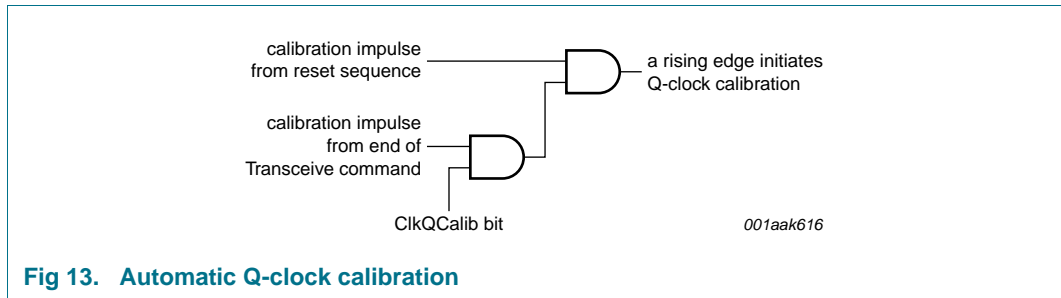 calibration impulse
from reset sequence
a rising edge initiates
Q-clock calibration
calibration impulse
from end of
Transceive command
ClkQCalib bit
001aak616
Fig 13. Automatic Q-clock calibration